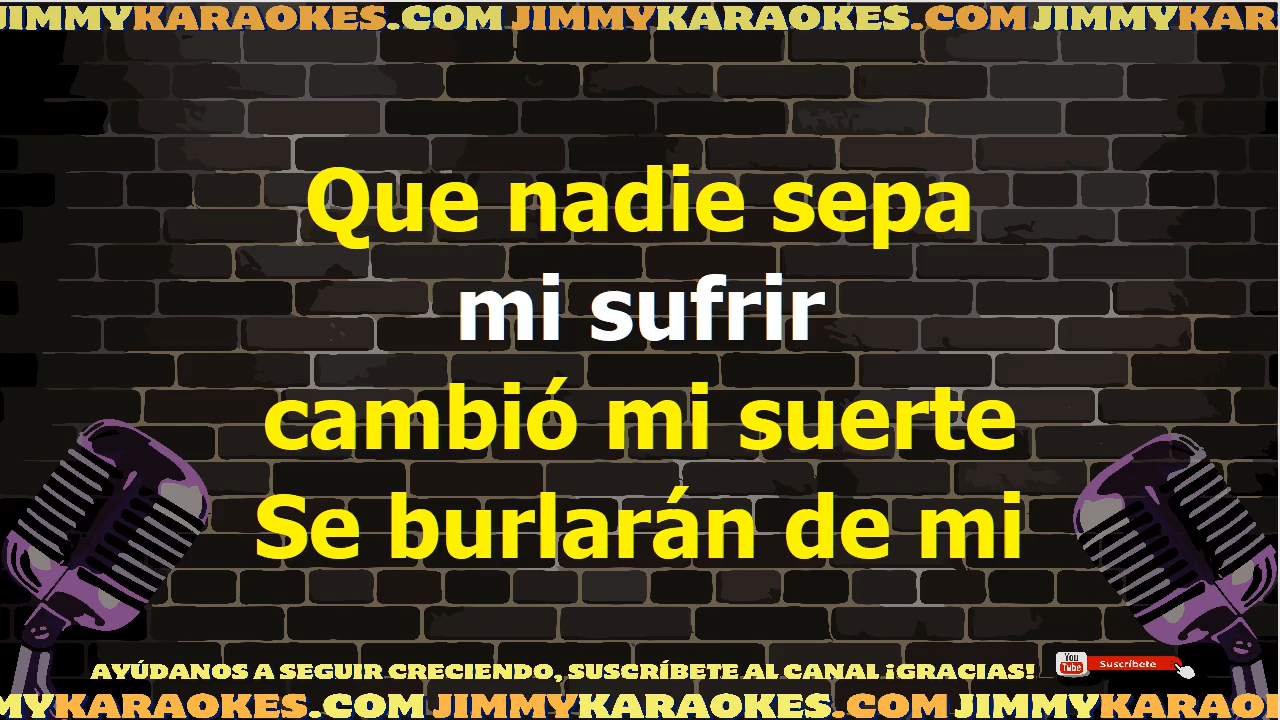 JIMMYKARAOKES.COM JIMMYKARAOKES.COM JIMMYKAR
Que nadie sepa
mi sufrir
cambió mi suerte
Se burlarán de mi
AYÚDANOS A SEGUIR CRECIENDO, SUSCRÍBETE AL CANAL ¡GRACIAS!
You Tube Suscríbete
MYKARAOKES.COM JIMMYKARAOKES.COM JIMMYKARAO